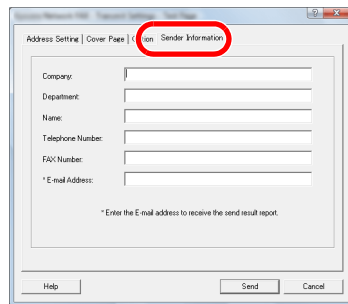 Address Setting Cover Page Sender Information
Company:
Department:
Name:
Telephone Number:
FAX Number:
* E-mail Address:
* Enter the E-mail address to receive the send result report.
Help Send Cancel